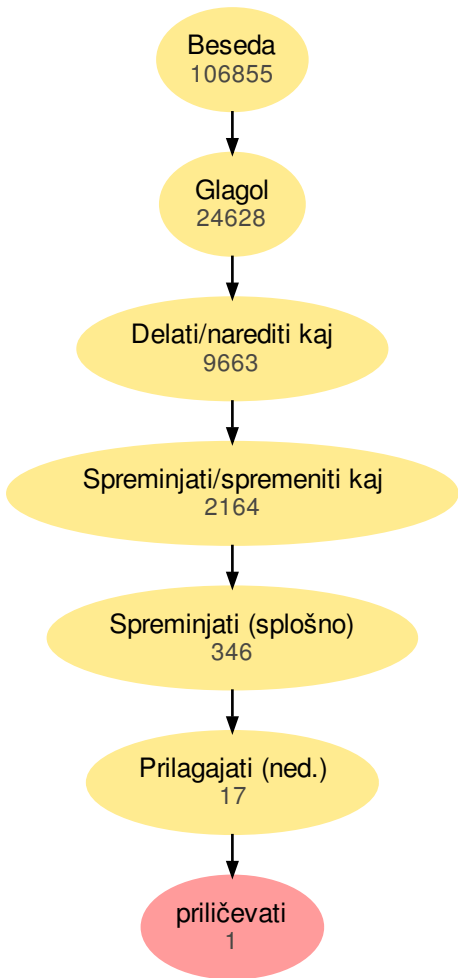 Beseda
106855
Glagol
24628
Delati/narediti kaj
9663
Spreminjati/spremeniti kaj
2164
Spreminjati (splošno)
346
Prilagajati (ned.)
17
priličevati
1